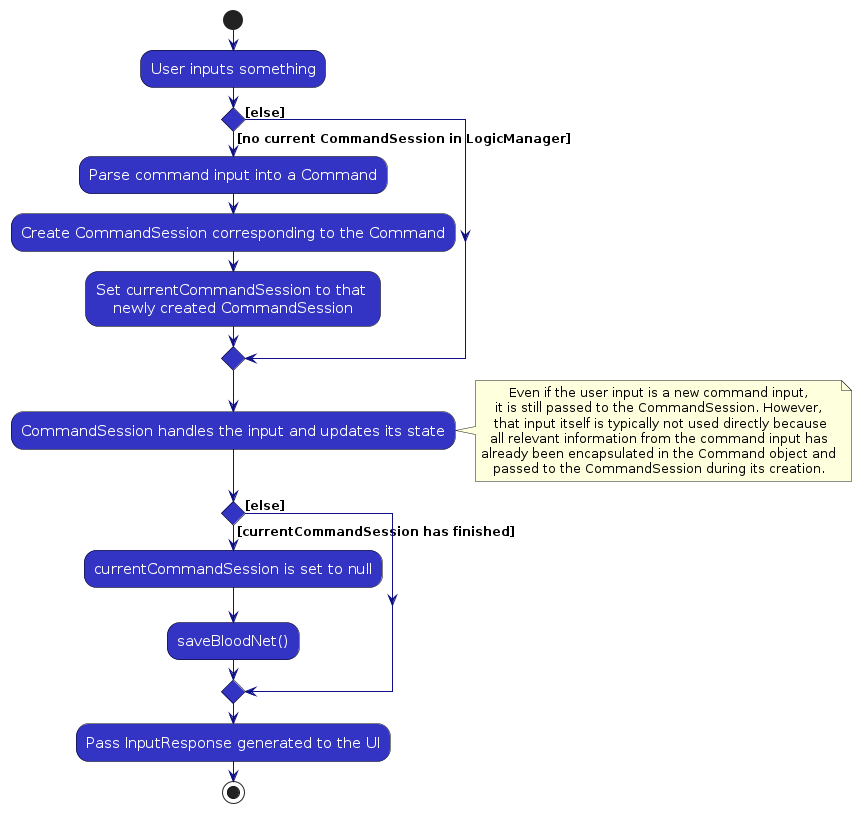 User inputs something
[else]
[no current CommandSession in LogicManager]
Parse command input into a Command
Create CommandSession corresponding to the Command
Set currentCommandSession to that
newly created CommandSession
Even if the user input is a new command input,
it is still passed to the CommandSession. However,
that input itself is typically not used directly because
all relevant information from the command input has
already been encapsulated in the Command object and
passed to the CommandSession during its creation.
CommandSession handles the input and updates its state
[else]
[currentCommandSession has finished]
currentCommandSession is set to null
saveBloodNet()
Pass InputResponse generated to the UI